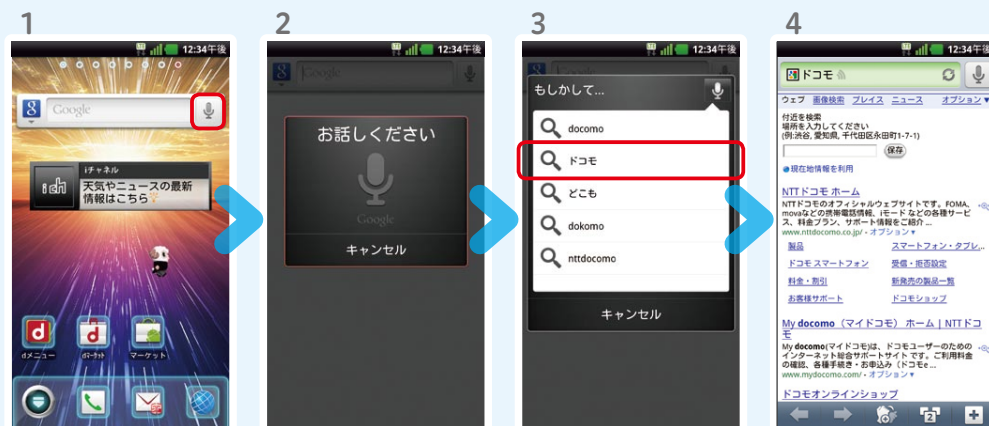 1
12:34午後
8
Google
iチャネル
ich
天気やニュースの最新
情報はこちら
dメニュー
dマーケット
マーケット
2
12:34午後
8
Google
お話しください
Google
キャンセル
3
12:34午後
もしかして...
docomo
ドコモ
どこも
dokomo
nttdocomo
キャンセル
4
12:34午後
ドコモ
ウェブ 画像検索 プレイス ニュース オプション▼
付近を検索
場所を入力してください
(例:渋谷, 愛知県, 千代田区永田町1-7-1)
保存
現在地情報を利用
NTTドコモ ホーム
NTTドコモのオフィシャルウェブサイトです。FOMA、
movaなどの携帯電話情報、iモード などの各種サービ
ス、料金プラン、サポート情報をご紹介 ...
www.nttdocomo.co.jp/ - オプション▼
製品 スマートフォン・タブレ...
ドコモ スマートフォン 受信・拒否設定
料金・割引 新発売の製品一覧
お客様サポート ドコモショップ
My docomo （マイドコモ） ホーム | NTTドコ
モ
My docomo(マイドコモ)は、ドコモユーザーのための
インターネット総合サポートサイト です。ご利用料金
の確認、各種手続き・お申込み（ドコモe...
www.mydocomo.com/ - オプション▼
ドコモオンラインショップ
2